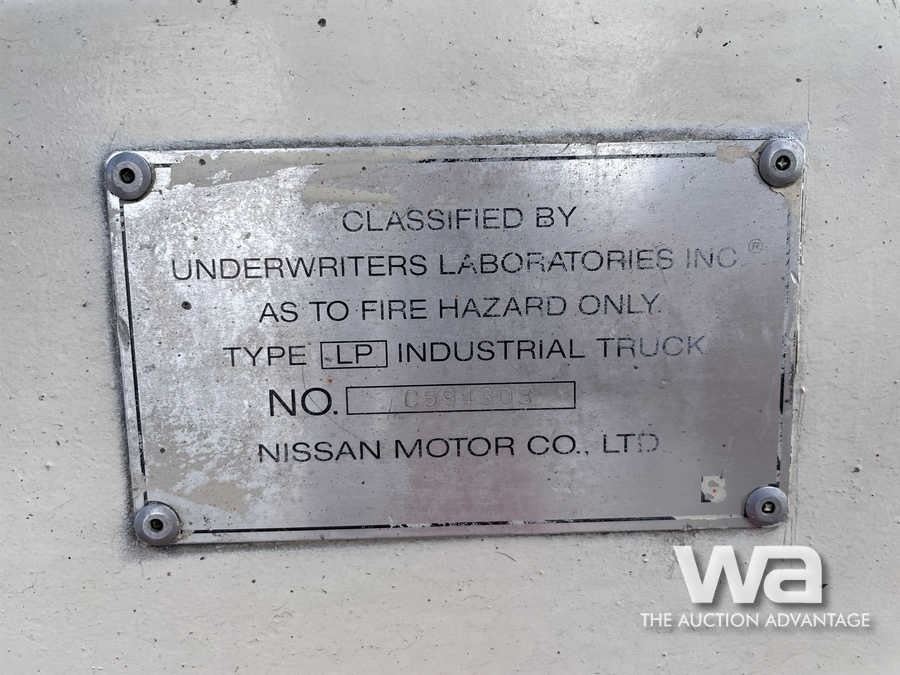 CLASSIFIED BY
UNDERWRITERS LABORATORIES INC®
AS TO FIRE HAZARD ONLY.
TYPE LP INDUSTRIAL TRUCK
NO.
NISSAN MOTOR CO., LTD
S
wa
THE AUCTION ADVANTAGE